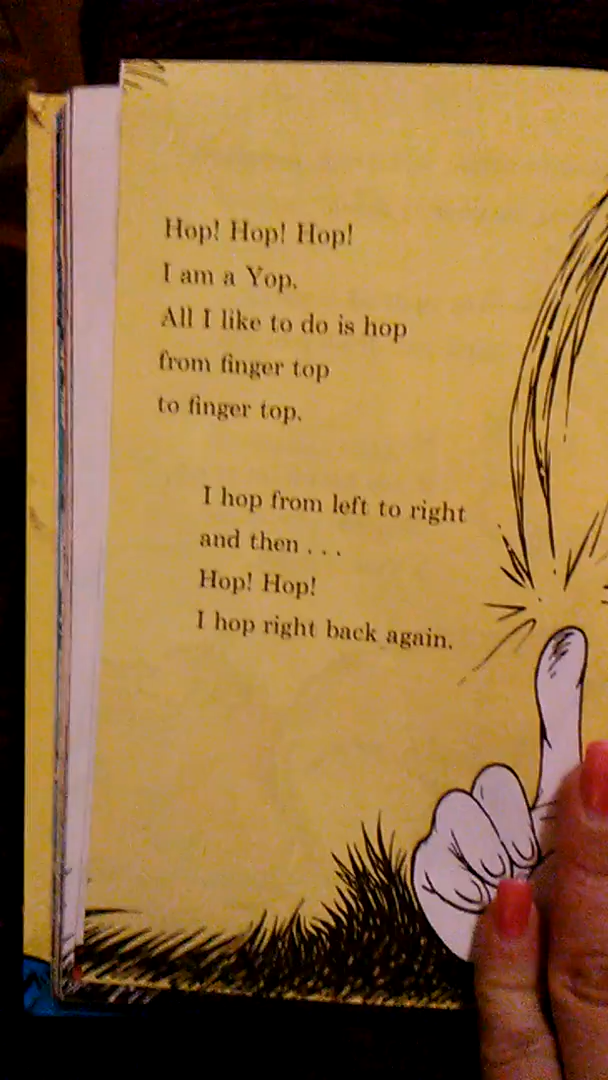 Hop! Hop! Hop!
I am a Yop.
All I like to do is hop
from finger top
to finger top.
I hop from left to right
and then . . .
Hop! Hop!
I hop right back again.